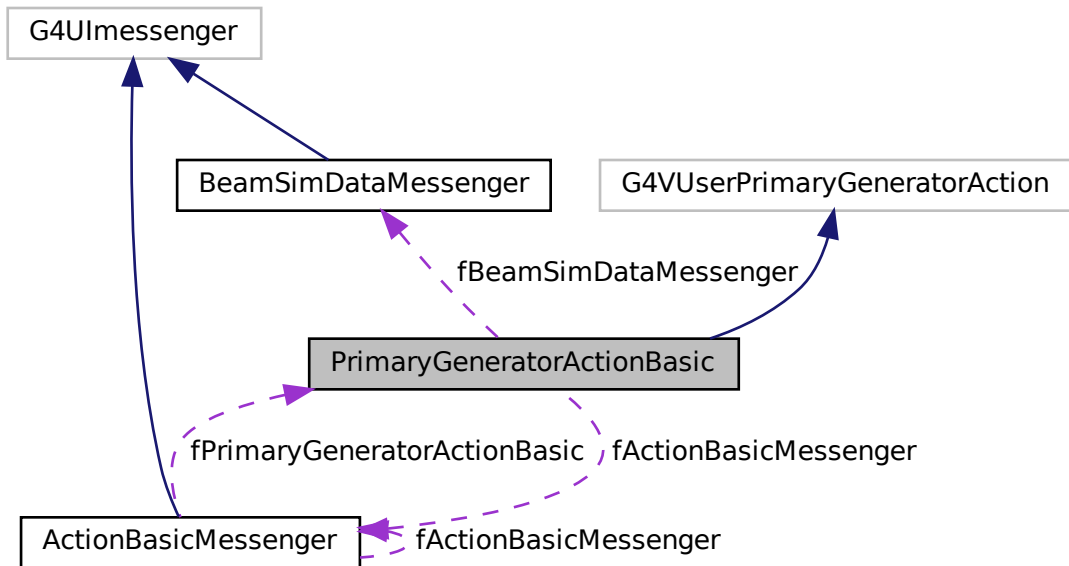 G4UImessenger
BeamSimDataMessenger
G4VUserPrimaryGeneratorAction
fBeamSimDataMessenger
PrimaryGeneratorActionBasic
fPrimaryGeneratorActionBasic
fActionBasicMessenger
ActionBasicMessenger
fActionBasicMessenger